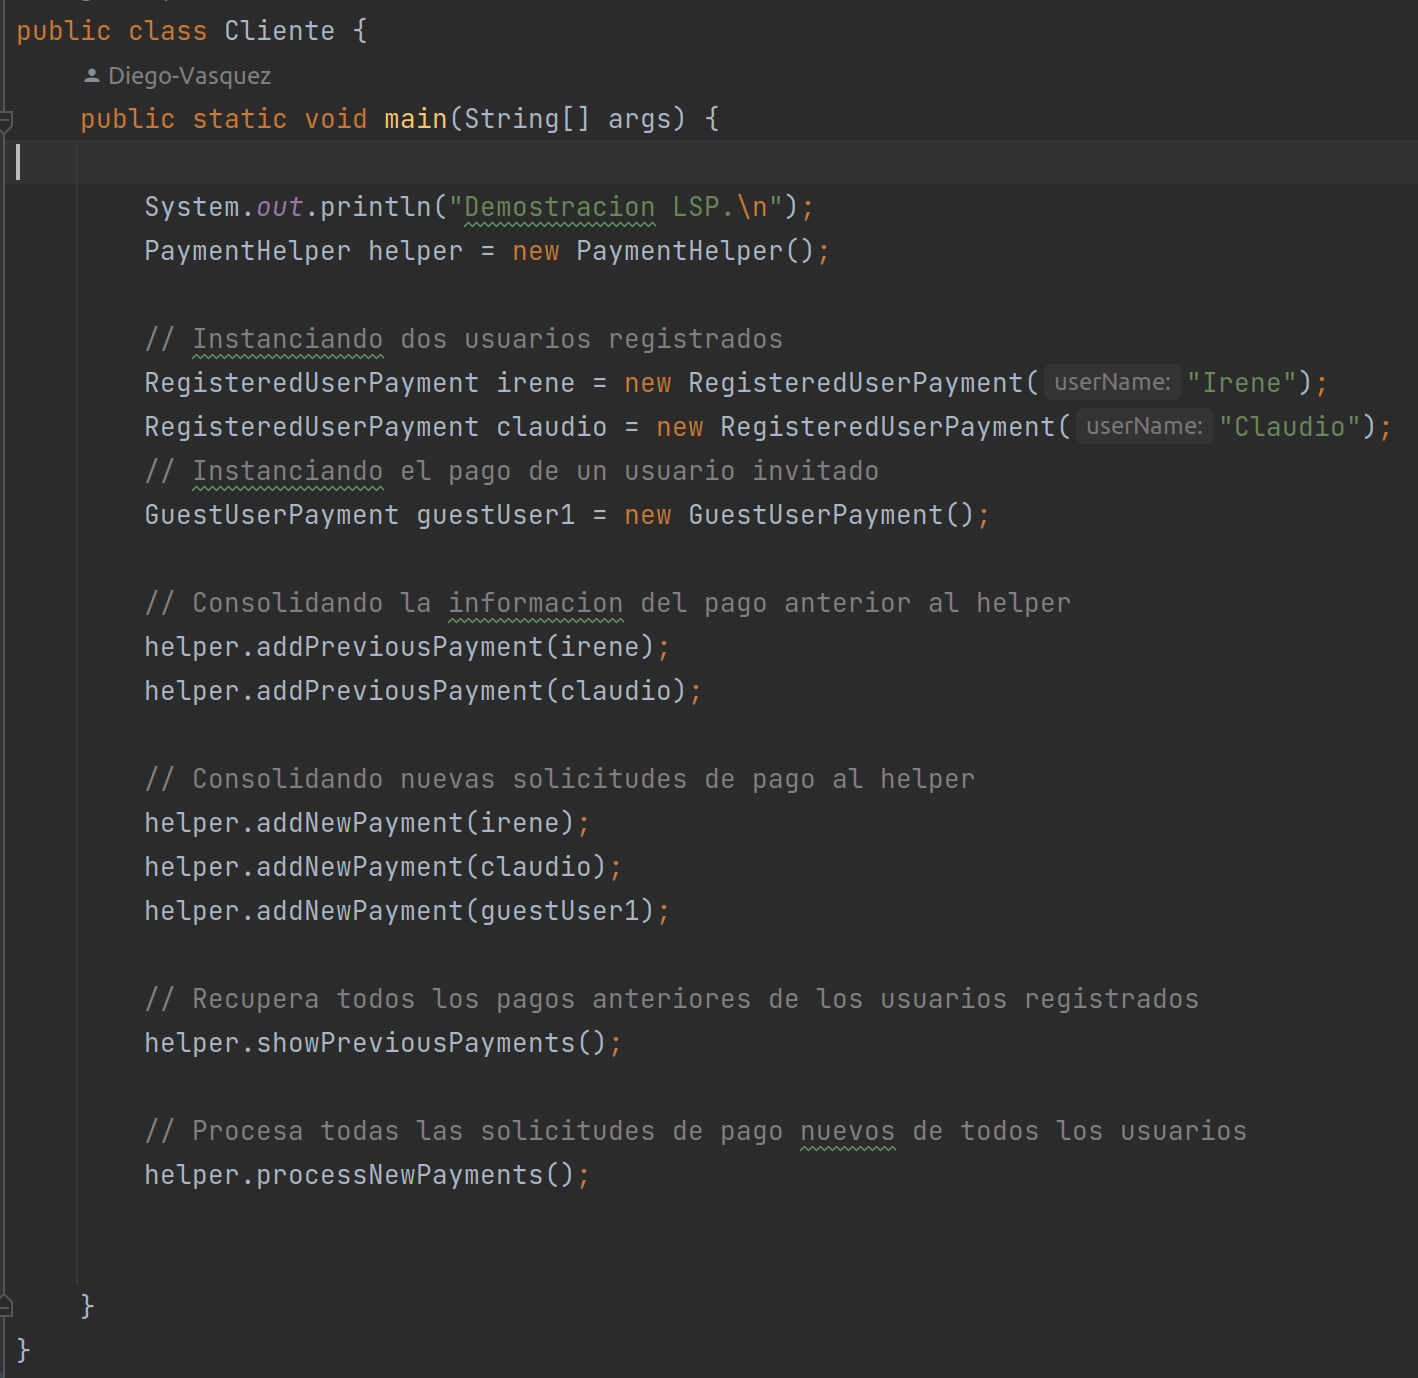 public class Cliente {
Diego-Vasquez
public static void main(String[] args) {
System.out.println("Demostracion LSP.\n");
PaymentHelper helper = new PaymentHelper();
// Instanciando dos usuarios registrados
RegisteredUserPayment irene = new RegisteredUserPayment( userName: "Irene");
RegisteredUserPayment claudio = new RegisteredUserPayment( userName: "Claudio");
// Instanciando el pago de un usuario invitado
GuestUserPayment guestUser1 = new GuestUserPayment();
// Consolidando la informacion del pago anterior al helper
helper.addPreviousPayment(irene);
helper.addPreviousPayment(claudio);
// Consolidando nuevas solicitudes de pago al helper
helper.addNewPayment(irene);
helper.addNewPayment(claudio);
helper.addNewPayment(guestUser1);
// Recupera todos los pagos anteriores de los usuarios registrados
helper.showPreviousPayments();
// Procesa todas las solicitudes de pago nuevos de todos los usuarios
helper.processNewPayments();
}
}